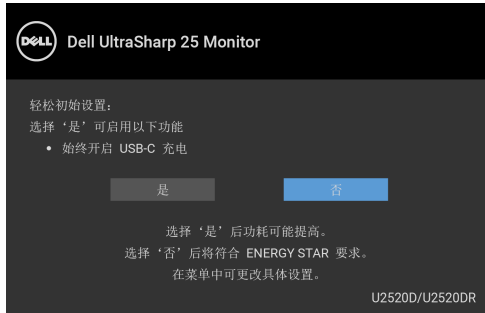 DELL Dell UltraSharp 25 Monitor
轻松初始设置:
选择‘是’可启用以下功能
• 始终开启 USB-C 充电
是 否
选择‘是’后功耗可能提高。
选择‘否’后将符合 ENERGY STAR 要求。
在菜单中可更改具体设置。
U2520D/U2520DR